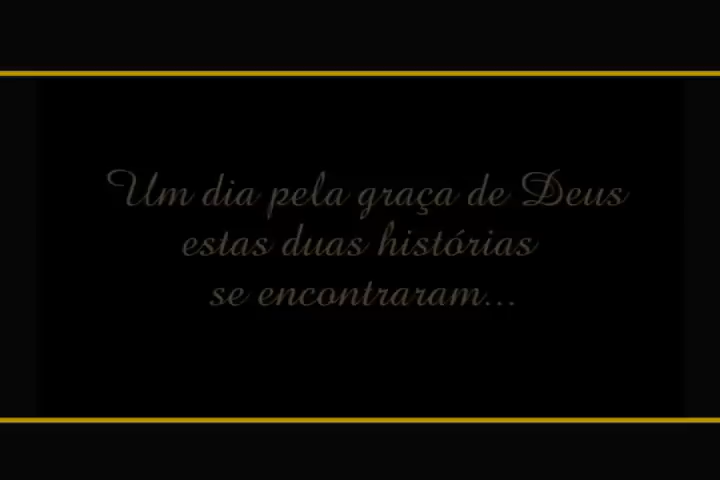 Um dia pela graça de Deus
estas duas histórias
se encontraram...